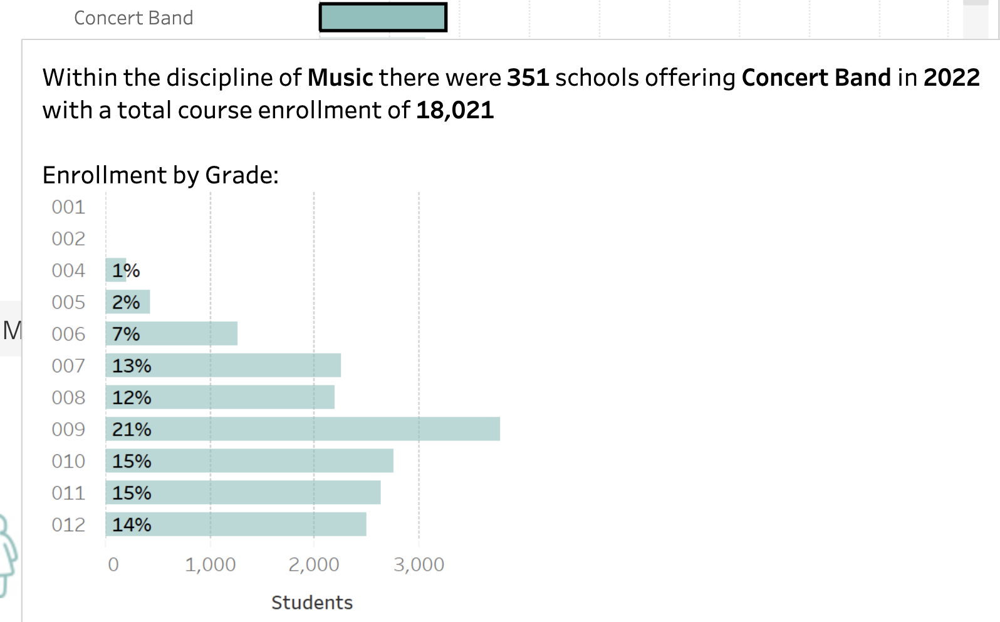 Concert Band
Within the discipline of Music there were 351 schools offering Concert Band in 2022
with a total course enrollment of 18,021
Enrollment by Grade:
001
002
004 1%
005 2%
006 7%
007 13%
008 12%
009 21%
010 15%
011 15%
012 14%
0 1,000 2,000 3,000
Students